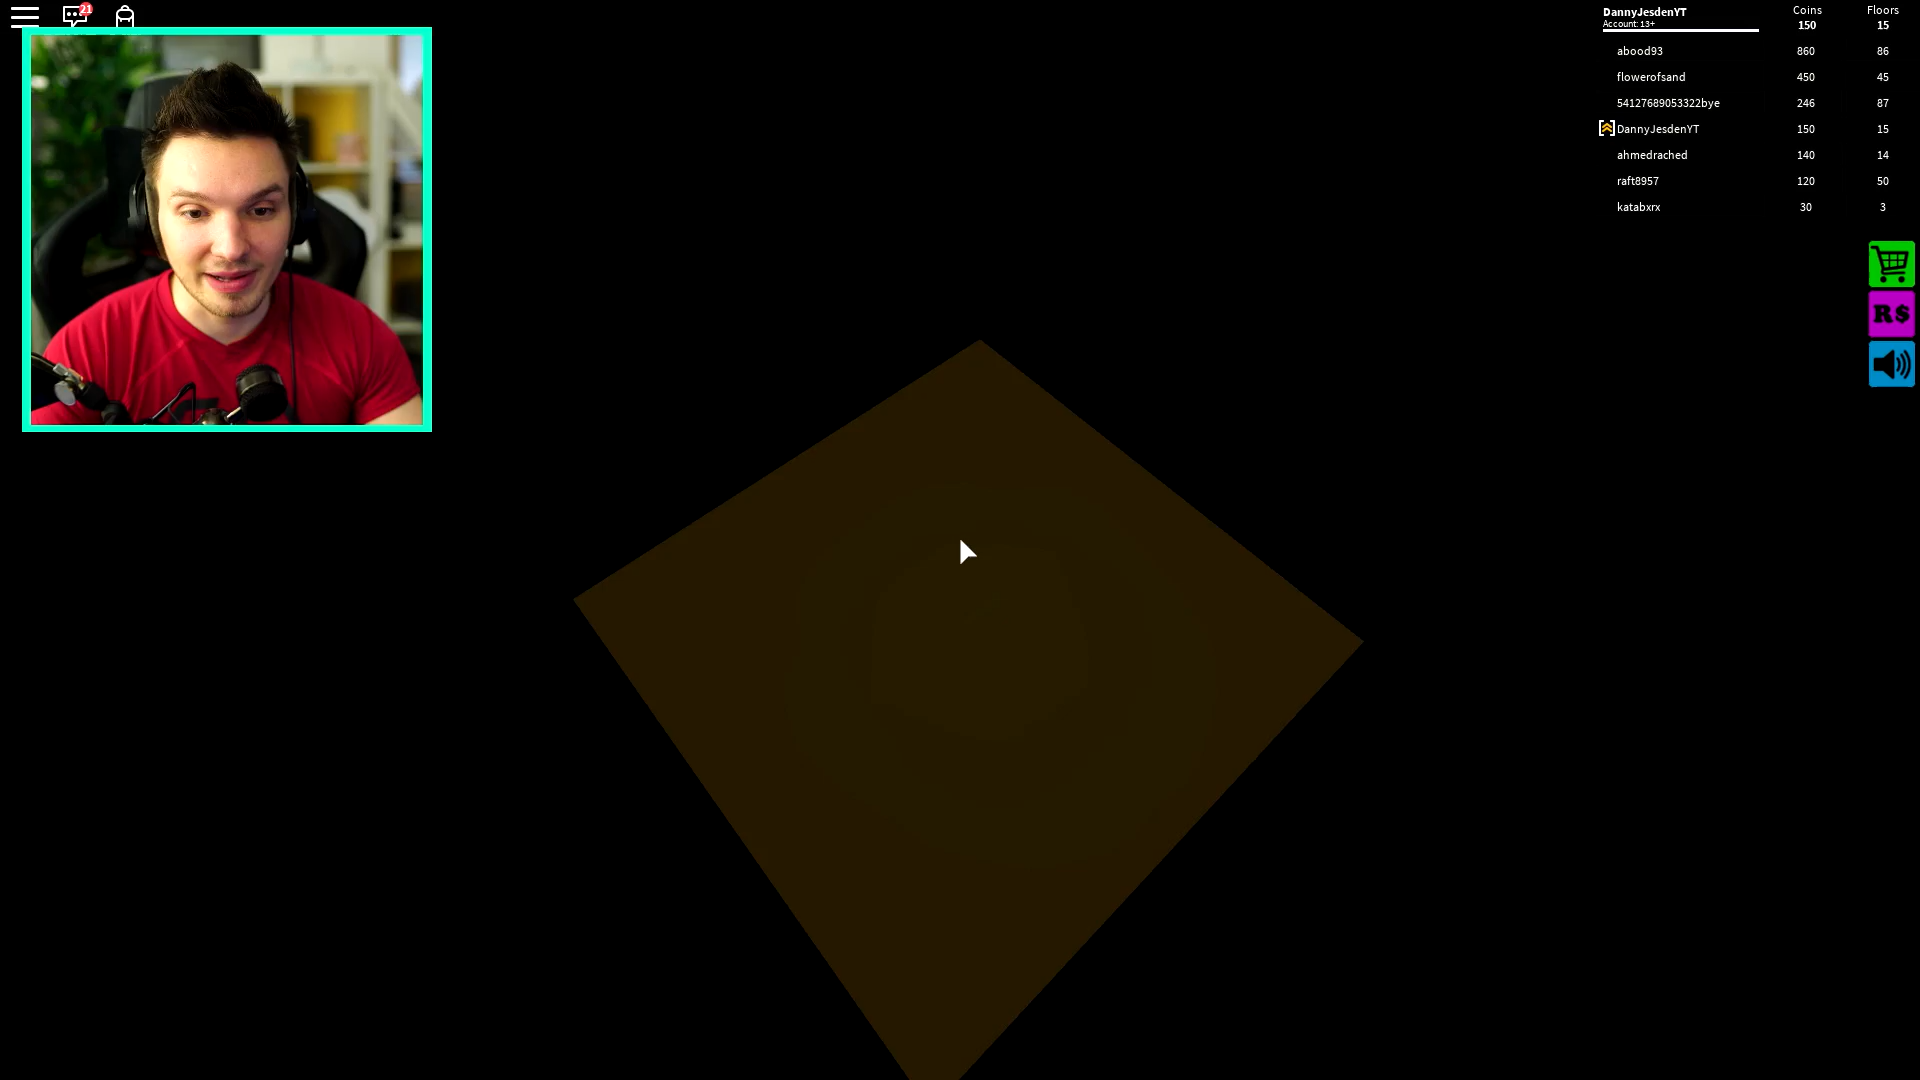 21
DannyJesdenYT Coins Floors
Account: 13+ 150 15
abood93 860 86
flowerofsand 450 45
54127689053322bye 246 87
DannyJesdenYT 150 15
ahmedrached 140 14
raft8957 120 50
katabxrx 30 3
R$